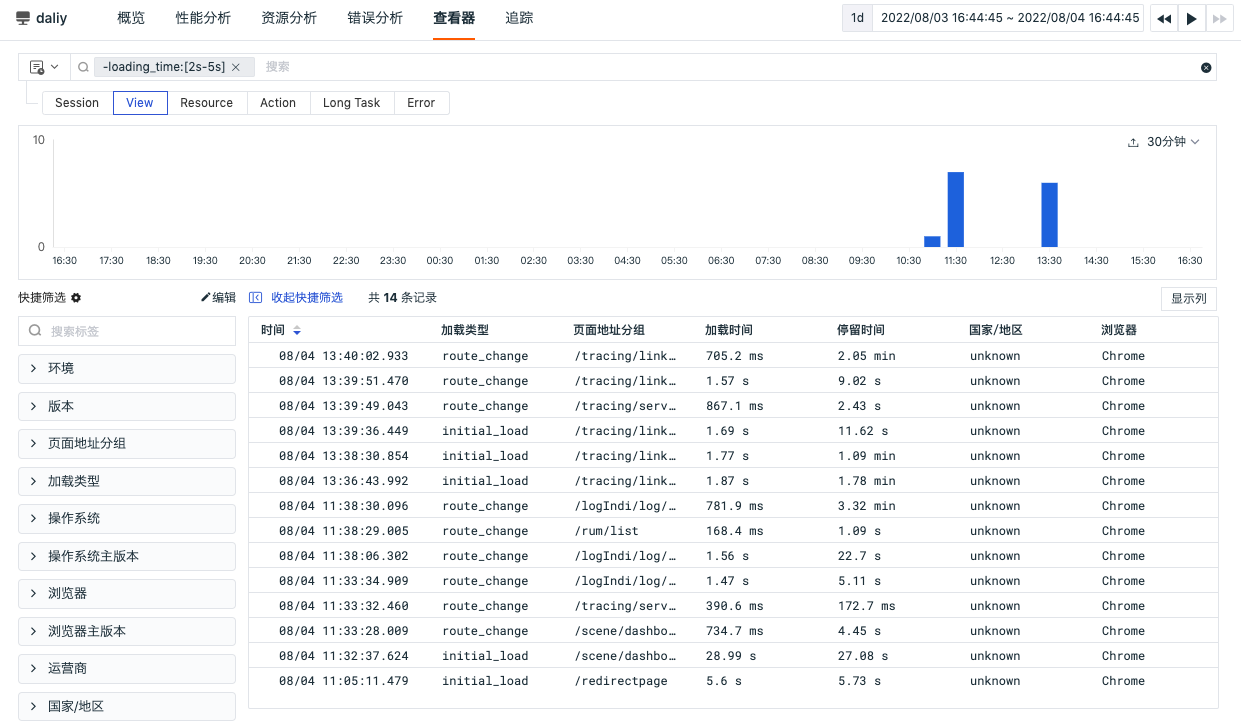 daliy 概览 性能分析 资源分析 错误分析 查看器 追踪 1d 2022/08/03 16:44:45 ~ 2022/08/04 16:44:45
-loading_time:[2s-5s] 搜索
Session View Resource Action Long Task Error
10 30分钟
0
16:30 17:30 18:30 19:30 20:30 21:30 22:30 23:30 00:30 01:30 02:30 03:30 04:30 05:30 06:30 07:30 08:30 09:30 10:30 11:30 12:30 13:30 14:30 15:30 16:30
快捷筛选 编辑 收起快捷筛选 共 14 条记录 显示列
搜索标签
环境
版本
页面地址分组
加载类型
操作系统
操作系统主版本
浏览器
浏览器主版本
运营商
国家/地区
时间 加载类型 页面地址分组 加载时间 停留时间 国家/地区 浏览器
08/04 13:40:02.933 route_change /tracing/link… 705.2 ms 2.05 min unknown Chrome
08/04 13:39:51.470 route_change /tracing/link… 1.57 s 9.02 s unknown Chrome
08/04 13:39:49.043 route_change /tracing/serv… 867.1 ms 2.43 s unknown Chrome
08/04 13:39:36.449 initial_load /tracing/link… 1.69 s 11.62 s unknown Chrome
08/04 13:38:30.854 initial_load /tracing/link… 1.77 s 1.09 min unknown Chrome
08/04 13:36:43.992 initial_load /tracing/link… 1.87 s 1.78 min unknown Chrome
08/04 11:38:30.096 route_change /logIndi/log/… 781.9 ms 3.32 min unknown Chrome
08/04 11:38:29.005 route_change /rum/list 168.4 ms 1.09 s unknown Chrome
08/04 11:38:06.302 route_change /logIndi/log/… 1.56 s 22.7 s unknown Chrome
08/04 11:33:34.909 route_change /logIndi/log/… 1.47 s 5.11 s unknown Chrome
08/04 11:33:32.460 route_change /tracing/serv… 390.6 ms 172.7 ms unknown Chrome
08/04 11:33:28.009 route_change /scene/dashbo… 734.7 ms 4.45 s unknown Chrome
08/04 11:32:37.624 initial_load /scene/dashbo… 28.99 s 27.08 s unknown Chrome
08/04 11:05:11.479 initial_load /redirectpage 5.6 s 5.73 s unknown Chrome